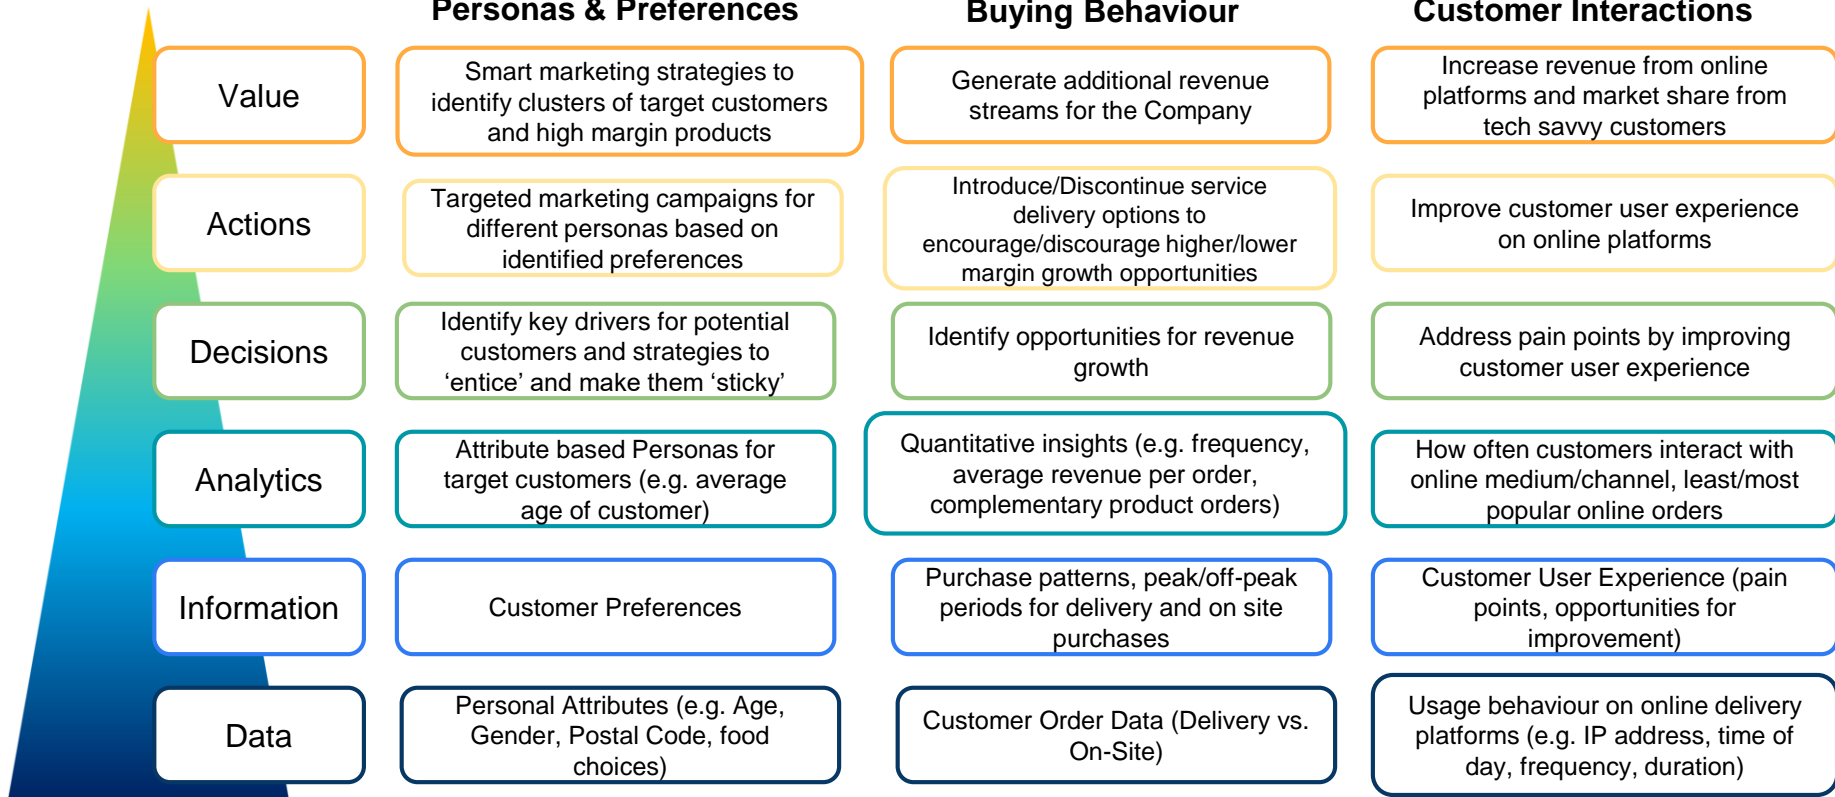 Personas & Preferences
Buying Behaviour
Customer Interactions
Value
Smart marketing strategies to
identify clusters of target customers
and high margin products
Generate additional revenue
streams for the Company
Increase revenue from online
platforms and market share from
tech savvy customers
Actions
Targeted marketing campaigns for
different personas based on
identified preferences
Introduce/Discontinue service
delivery options to
encourage/discourage higher/lower
margin growth opportunities
Improve customer user experience
on online platforms
Decisions
Identify key drivers for potential
customers and strategies to
‘entice’ and make them ‘sticky’
Identify opportunities for revenue
growth
Address pain points by improving
customer user experience
Analytics
Attribute based Personas for
target customers (e.g. average
age of customer)
Quantitative insights (e.g. frequency,
average revenue per order,
complementary product orders)
How often customers interact with
online medium/channel, least/most
popular online orders
Information
Customer Preferences
Purchase patterns, peak/off-peak
periods for delivery and on site
purchases
Customer User Experience (pain
points, opportunities for
improvement)
Data
Personal Attributes (e.g. Age,
Gender, Postal Code, food
choices)
Customer Order Data (Delivery vs.
On-Site)
Usage behaviour on online delivery
platforms (e.g. IP address, time of
day, frequency, duration)